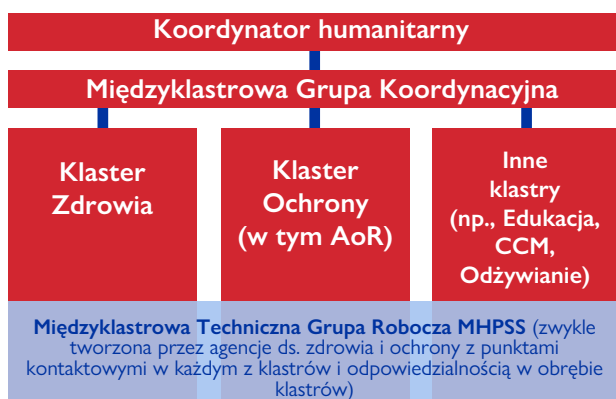 Koordynator humanitarny
Międzyklastrowa Grupa Koordynacyjna
Klaster
Zdrowia
Klaster
Ochrony
(w tym AoR)
Inne
klastry
(np., Edukacja,
CCM,
Odżywianie)
Międzyklastrowa Techniczna Grupa Robocza MHPSS (zwykle
tworzona przez agencje ds. zdrowia i ochrony z punktami
kontaktowymi w każdym z klastrów i odpowiedzialnością w obrębie
klastrów)